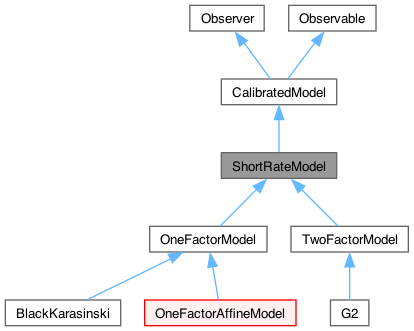 Observer
Observable
CalibratedModel
ShortRateModel
OneFactorModel
TwoFactorModel
BlackKarasinski
OneFactorAffineModel
G2